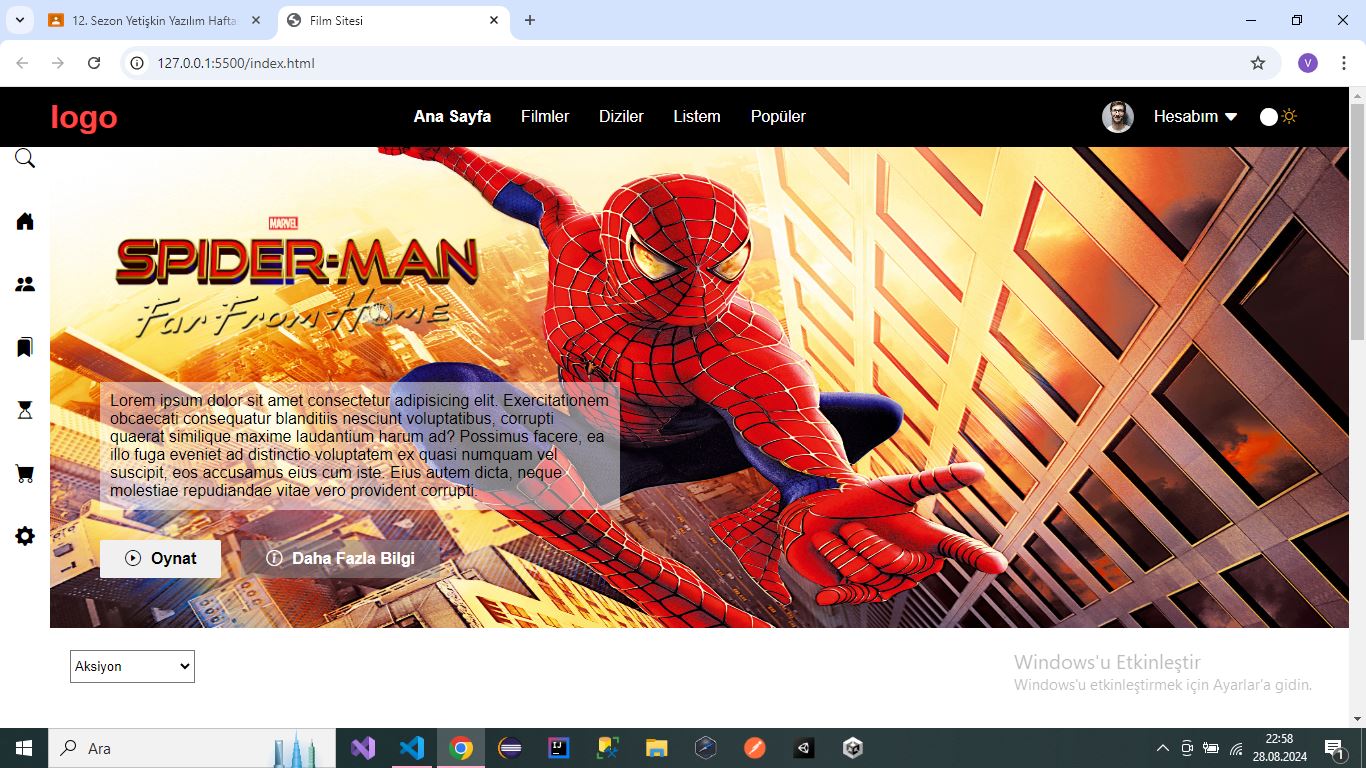 12. Sezon Yetişkin Yazılım Hafta
Film Sitesi
127.0.0.1:5500/index.html
V
logo
Ana Sayfa
Filmler
Diziler
Listem
Popüler
Hesabım
MARVEL
SPIDER-MAN
Far From Home
Lorem ipsum dolor sit amet consectetur adipisicing elit. Exercitationem
obcaecati consequatur blanditiis nesciunt voluptatibus, corrupti
quaerat similique maxime laudantium harum ad? Possimus facere, ea
illo fuga eveniet ad distinctio voluptatem ex quasi numquam vel
suscipit, eos accusamus eius cum iste. Eius autem dicta, neque
molestiae repudiandae vitae vero provident corrupti.
Oynat
Daha Fazla Bilgi
Aksiyon
Windows'u Etkinleştir
Windows'u etkinleştirmek için Ayarlar'a gidin.
Ara
22:58
28.08.2024
1